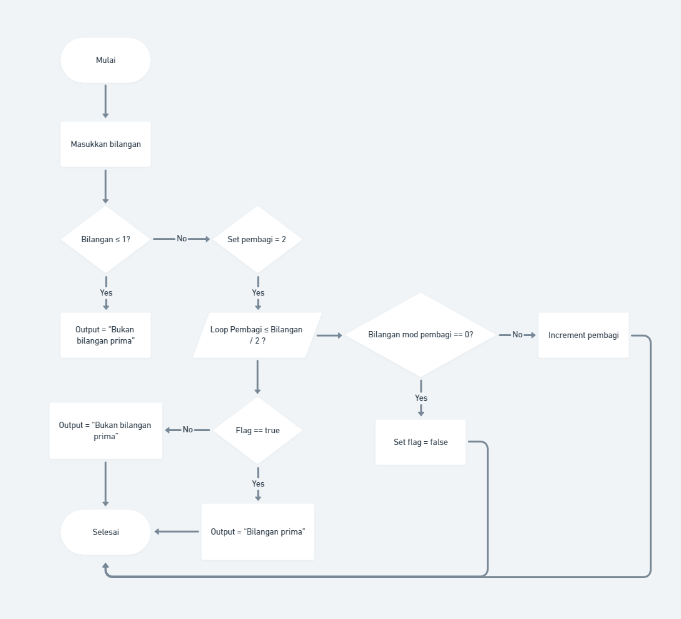 Mulai
Masukkan bilangan
Bilangan ≤ 1?
No
Set pembagi = 2
Yes
Yes
Output = "Bukan
bilangan prima"
Loop Pembagi ≤ Bilangan
/ 2 ?
Bilangan mod pembagi == 0?
No
Increment pembagi
Yes
Output = "Bukan bilangan
prima"
No
Flag == true
Set flag = false
Yes
Selesai
Output = "Bilangan prima"